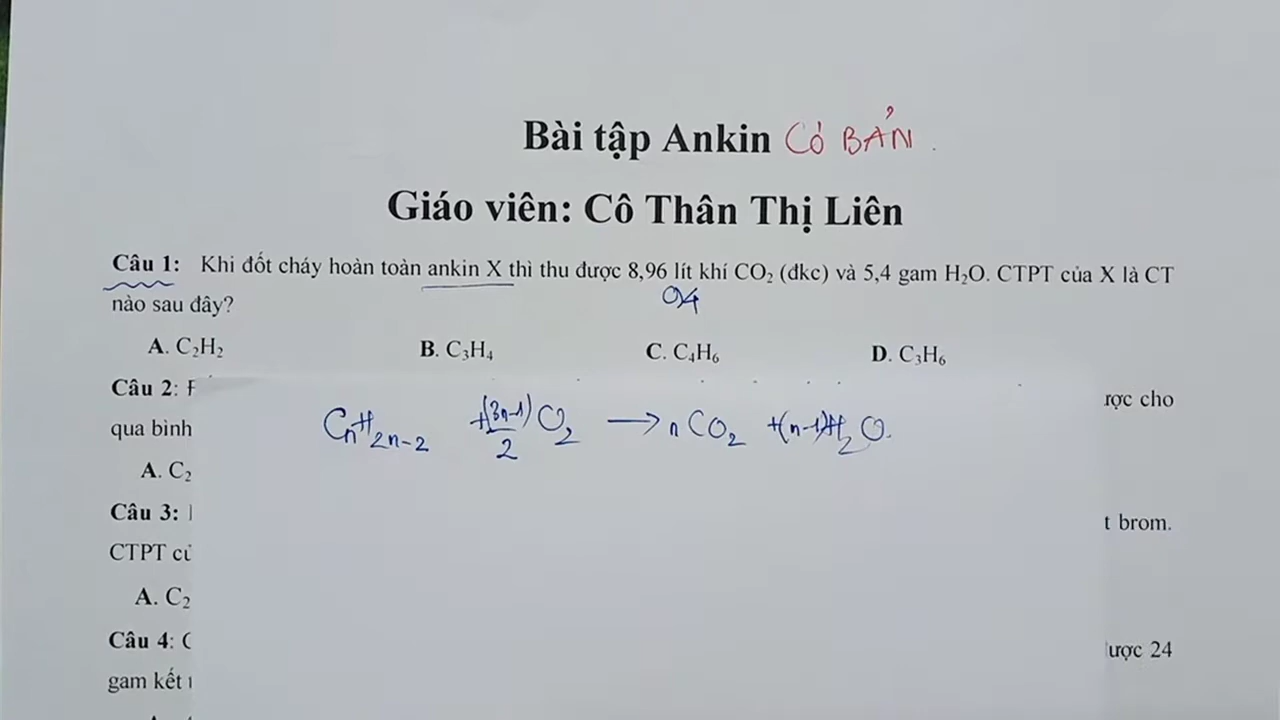 Bài tập Ankin CƠ BẢN.
Giáo viên: Cô Thân Thị Liên
Câu 1: Khi đốt cháy hoàn toàn ankin X thì thu được 8,96 lít khí CO₂ (đkc) và 5,4 gam H₂O. CTPT của X là CT
0,4
nào sau đây?
A. C₂H₂ B. C₃H₄ C. C₄H₆ D. C₃H₆
Câu 2: ược cho
CnH2n-2 + (3n-1)/2 O₂ → nCO₂ + (n-1)H₂O.
qua bình
A. C₂
Câu 3: t brom.
CTPT
A. C₂
Câu 4: ược 24
gam kết